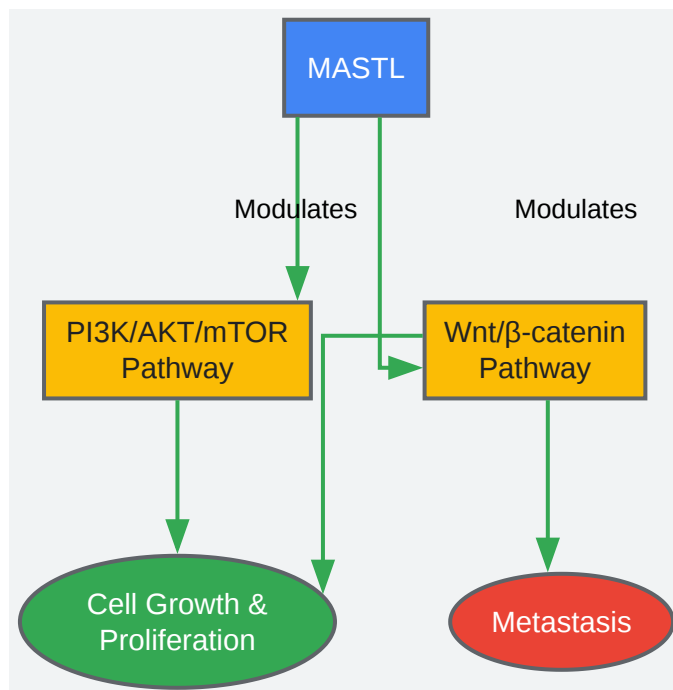 MASTL
Modulates
Modulates
PI3K/AKT/mTOR
Pathway
Wnt/β-catenin
Pathway
Cell Growth &
Proliferation
Metastasis